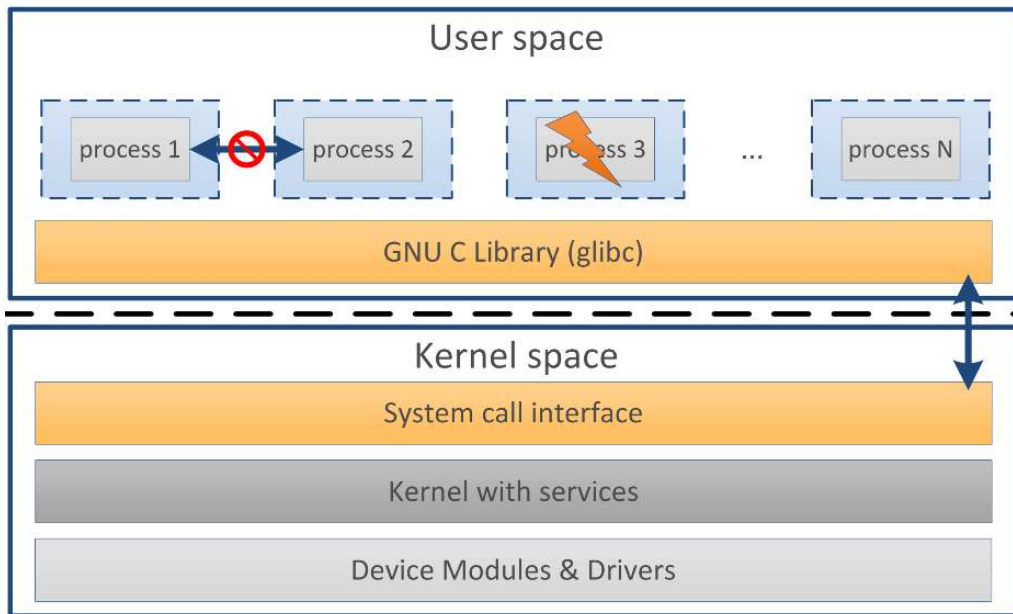 User space
process 1
process 2
process 3
...
process N
GNU C Library (glibc)
Kernel space
System call interface
Kernel with services
Device Modules & Drivers